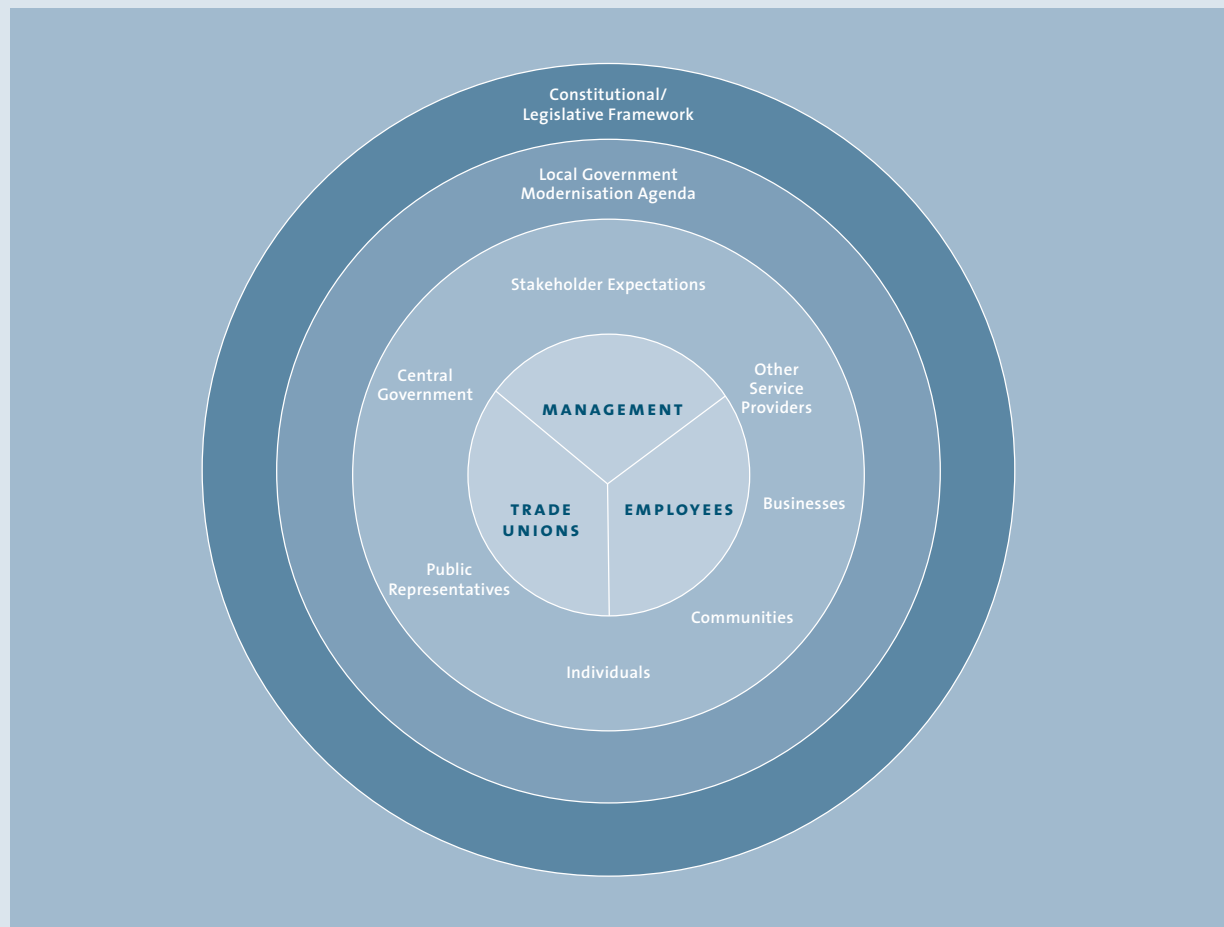 Constitutional/
Legislative Framework
Local Government
Modernisation Agenda
Stakeholder Expectations
Central
Government
Other
Service
Providers
MANAGEMENT
TRADE
UNIONS
EMPLOYEES
Businesses
Public
Representatives
Communities
Individuals